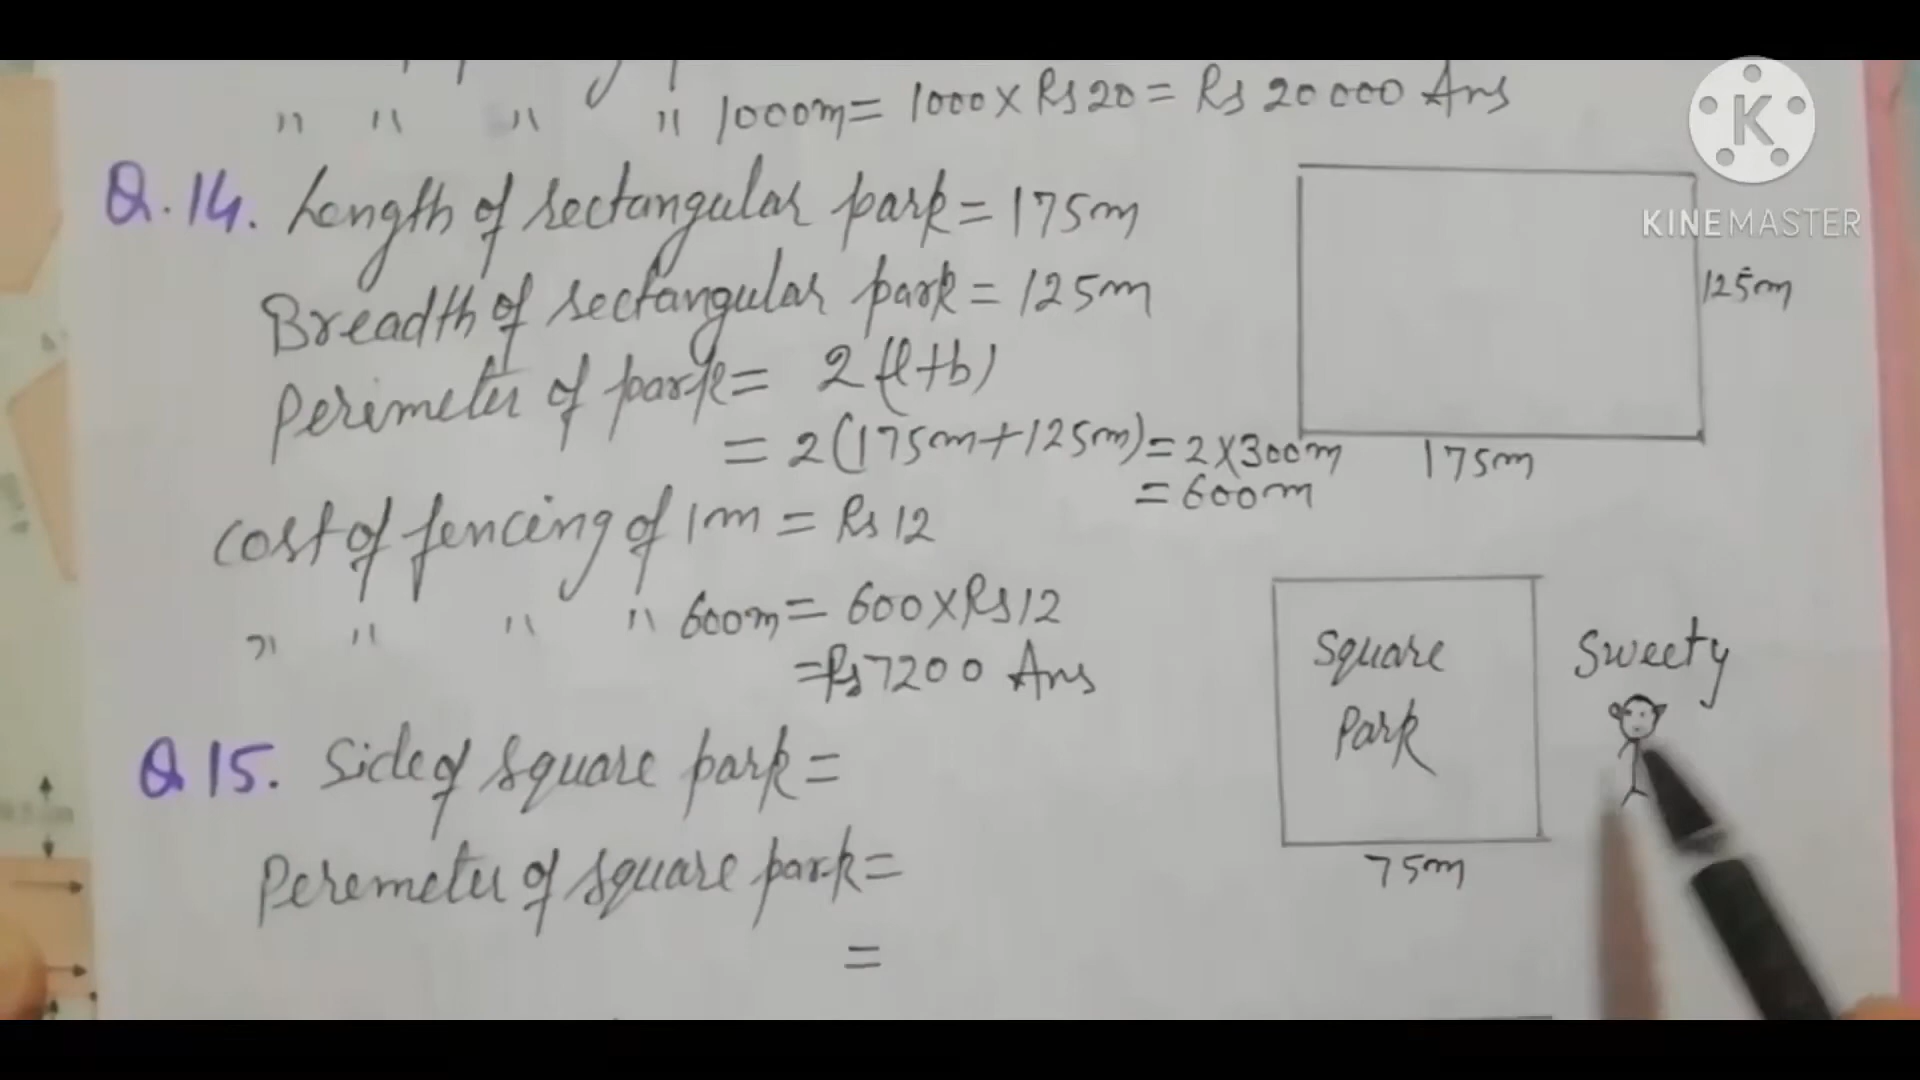 " " " " 1000m = 1000 x Rs 20 = Rs 20000 Ans
KINEMASTER
Q.14. Length of rectangular park = 175m
Breadth of rectangular park = 125m
125m
Perimeter of park = 2(l+b)
= 2(175m+125m) = 2x300m
= 600m
175m
Cost of fencing of 1m = Rs 12
" " " " 600m = 600 x Rs 12
= Rs 7200 Ans
Square
Park
Sweety
Q 15. Side of square park =
75m
Peremeter of square park =
=